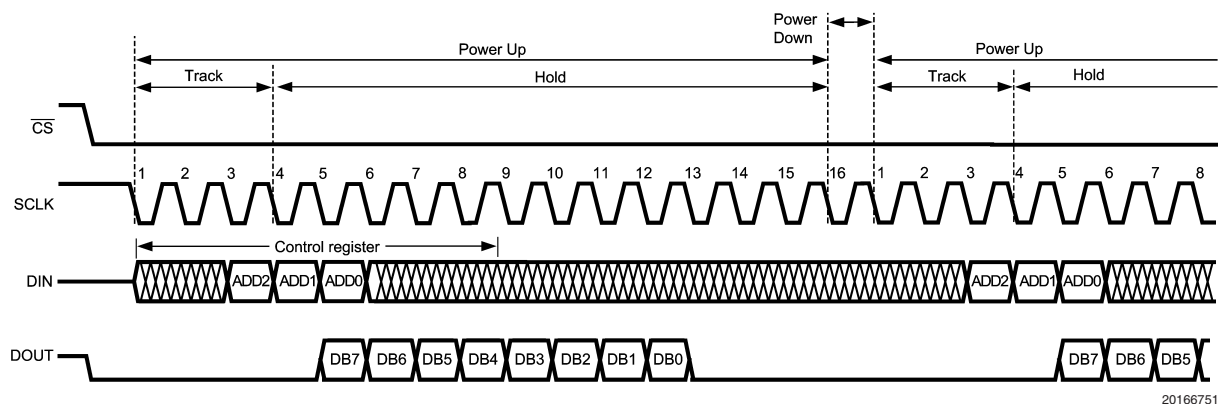 Power
Down
Power Up
Power Up
Track
Hold
Track
Hold
CS
1 2 3 4 5 6 7 8 9 10 11 12 13 14 15 16 1 2 3 4 5 6 7 8
SCLK
Control register
DIN
ADD2 ADD1 ADD0 ADD2 ADD1 ADD0
DOUT
DB7 DB6 DB5 DB4 DB3 DB2 DB1 DB0 DB7 DB6 DB5
20166751